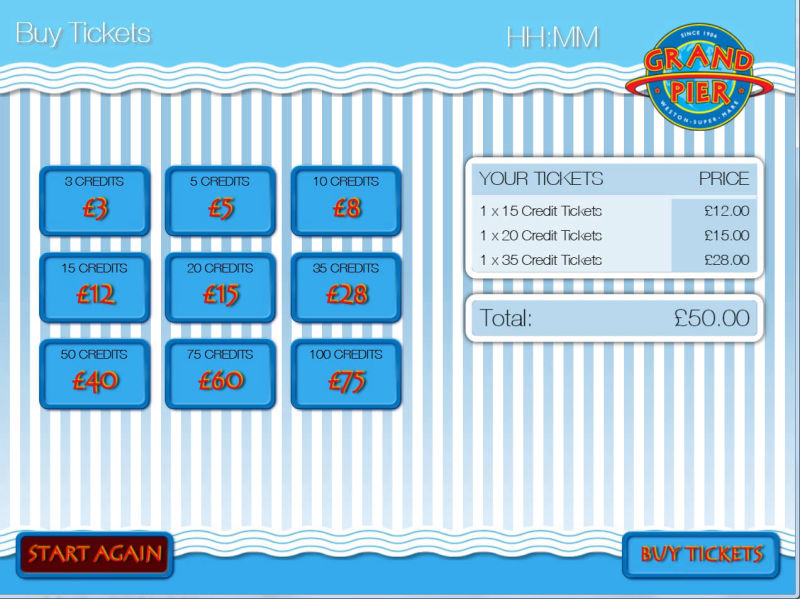 Buy Tickets
HH:MM
SINCE 1904
GRAND
PIER
WESTON-SUPER-MARE
3 CREDITS
£3
5 CREDITS
£5
10 CREDITS
£8
15 CREDITS
£12
20 CREDITS
£15
35 CREDITS
£28
50 CREDITS
£40
75 CREDITS
£60
100 CREDITS
£75
YOUR TICKETS PRICE
1 x 15 Credit Tickets £12.00
1 x 20 Credit Tickets £15.00
1 x 35 Credit Tickets £28.00
Total: £50.00
START AGAIN
BUY TICKETS